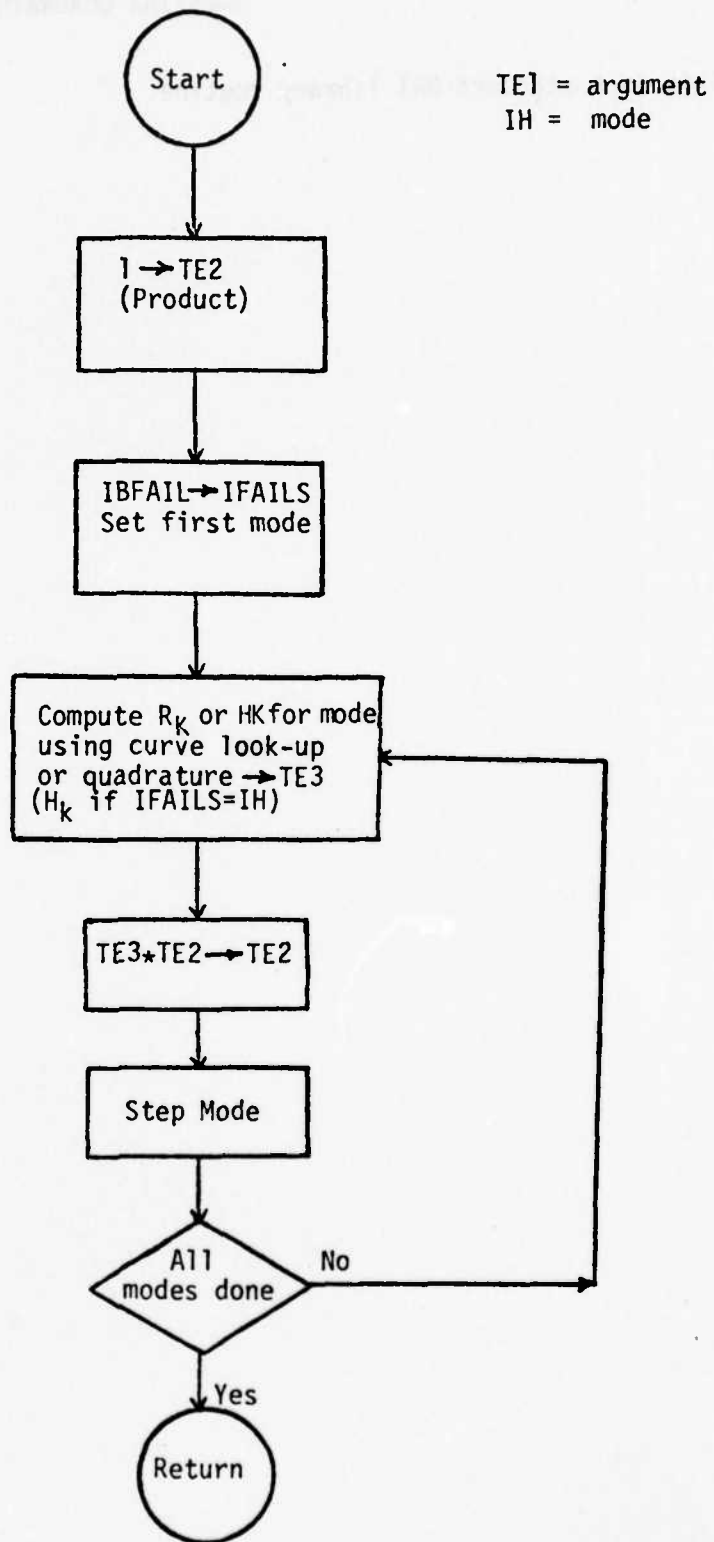 Start
TE1 = argument
IH = mode
1→TE2
(Product)
IBFAIL→IFAILS
Set first mode
Compute R_K or HK for mode
using curve look-up
or quadrature→TE3
(H_k if IFAILS=IH)
TE3*TE2→TE2
Step Mode
All
modes done
No
Yes
Return